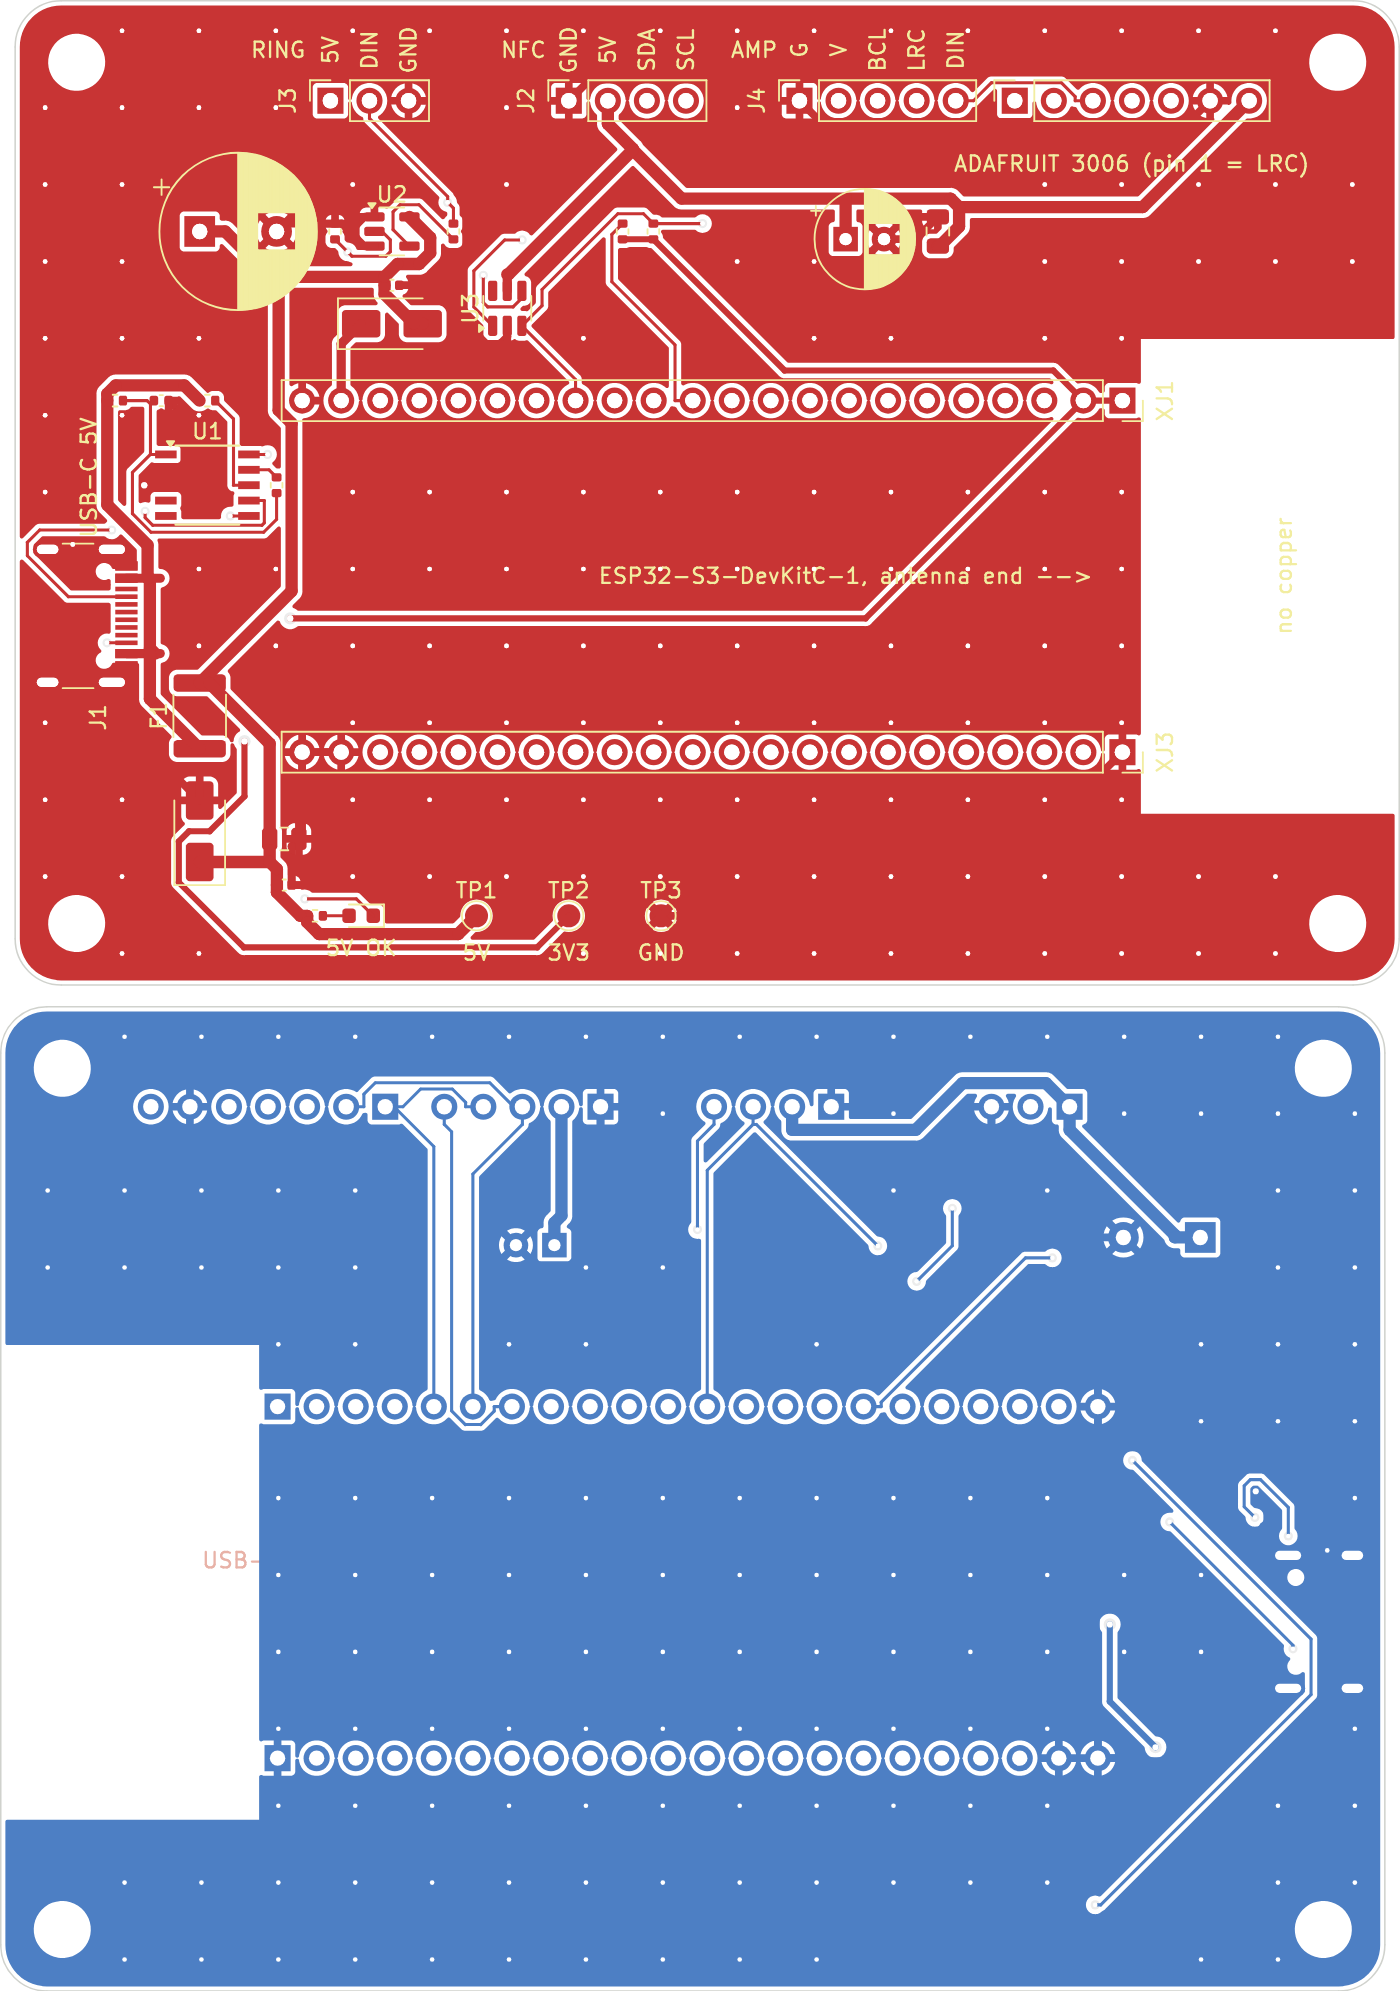 RING
5V
DIN
GND
NFC
GND
5V
SDA
SCL
AMP
G
V
BCL
LRC
DIN
J3
J2
J4
ADAFRUIT 3006 (pin 1 = LRC)
+
U2
+
U3
XJ1
USB-C 5V
U1
ESP32-S3-DevKitC-1, antenna end -->
no copper
J1
F1
XJ3
TP1
TP2
TP3
5V OK
5V
3V3
GND
USB-